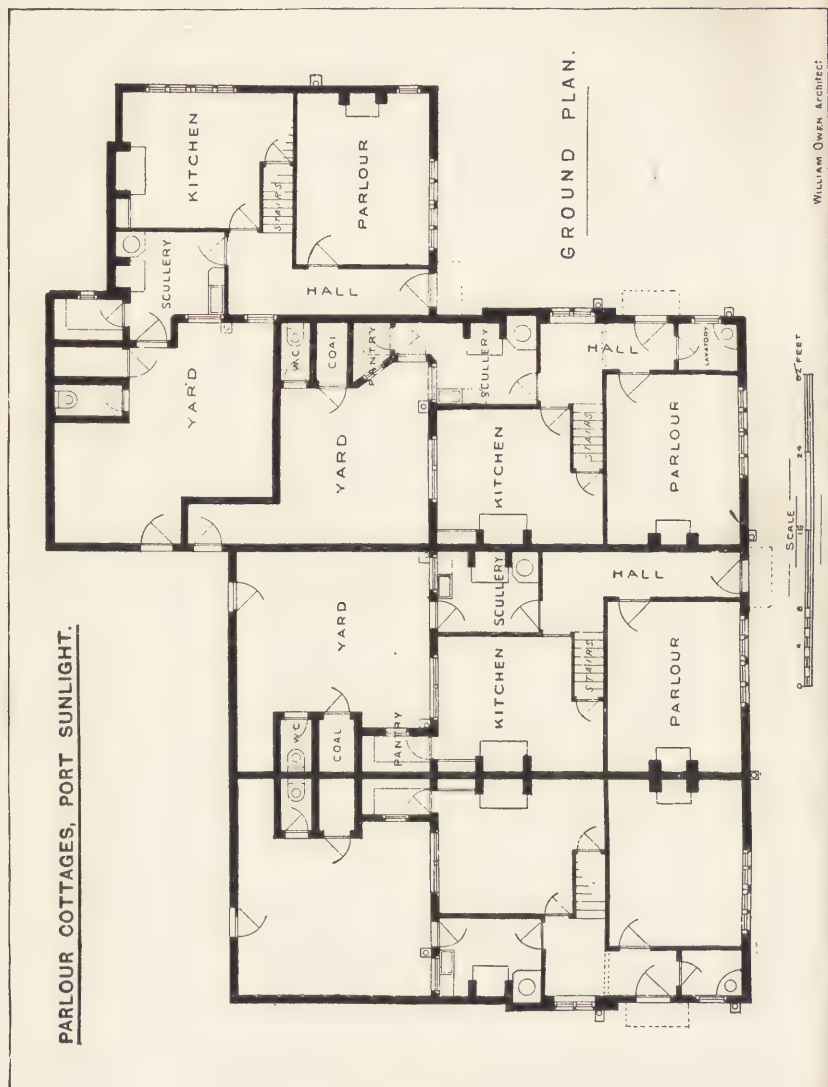 PARLOUR COTTAGES, PORT SUNLIGHT.
GROUND PLAN.
KITCHEN
STAIRS
PARLOUR
SCULLERY
HALL
YARD
W.C.
COAL
PANTRY
SCULLERY
HALL
LAVATORY
YARD
KITCHEN
STAIRS
PARLOUR
YARD
SCULLERY
HALL
KITCHEN
STAIRS
PARLOUR
W.C.
COAL
PANTRY
SCALE
0 4 8 16 24 32 FEET
WILLIAM OWEN Architect